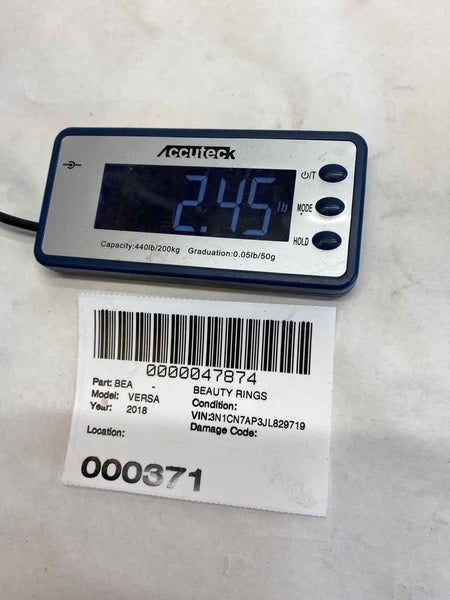 Accuteck
2.45 lb
⏻/T
MODE
HOLD
Capacity:440lb/200kg Graduation:0.05lb/50g
0000047874
Part: BEA - BEAUTY RINGS
Model: VERSA Condition:
Year: 2018 VIN:3N1CN7AP3JL829719
Location: Damage Code:
000371